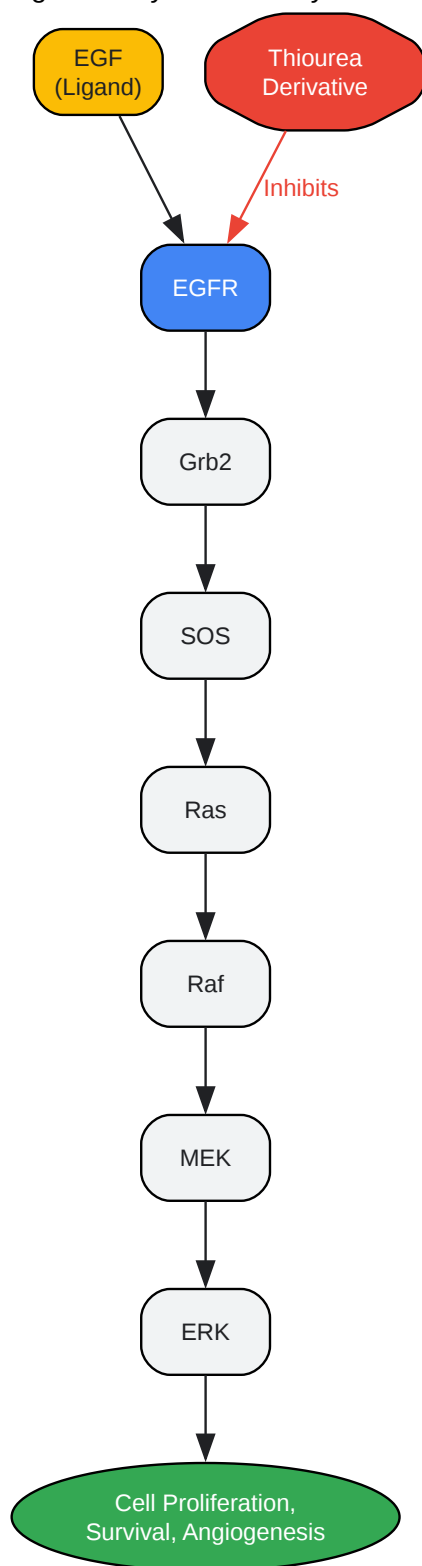 EGF
(Ligand)
Thiourea
Derivative
Inhibits
EGFR
Grb2
SOS
Ras
Raf
MEK
ERK
Cell Proliferation,
Survival, Angiogenesis